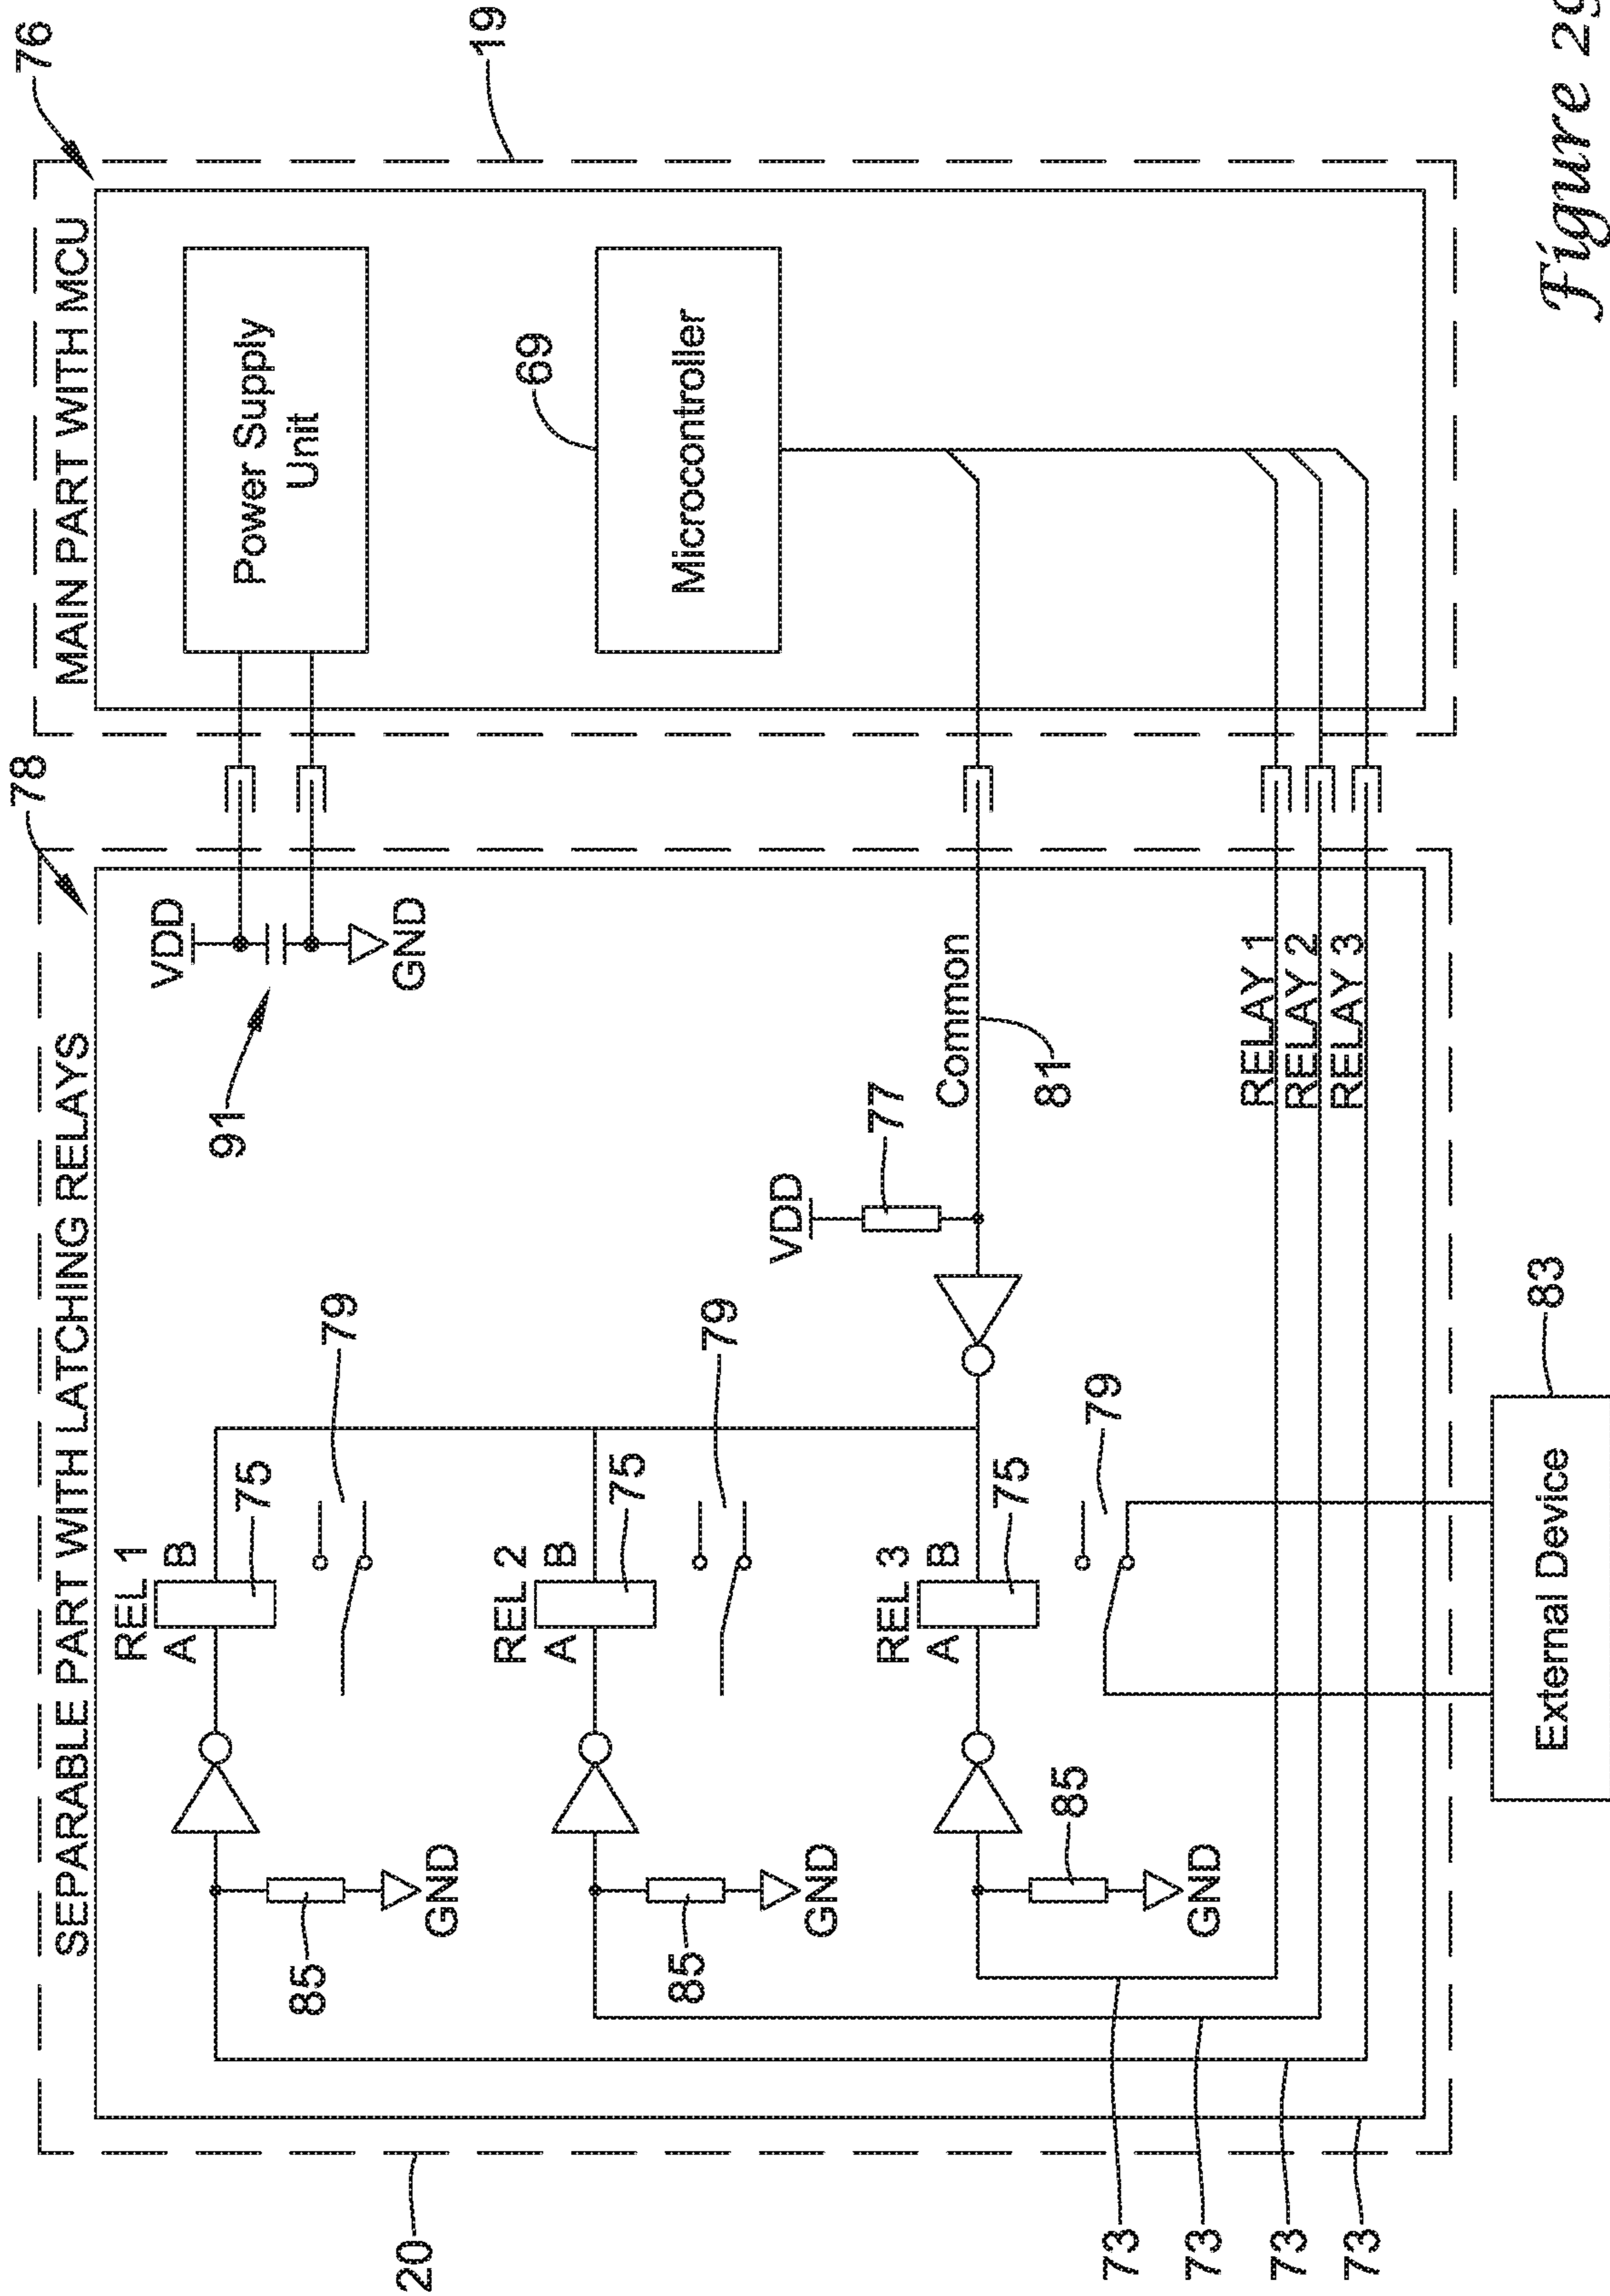 SEPARABLE PART WITH LATCHING RELAYS
MAIN PART WITH MCU
78
76
19
20
REL 1
A B
75
79
85
GND
REL 2
A B
75
79
85
GND
REL 3
A B
75
79
85
GND
91
VDD
GND
VDD
77
Common
81
RELAY 1
RELAY 2
RELAY 3
Power Supply
Unit
69
Microcontroller
73
73
73
73
External Device
83
Figure 29